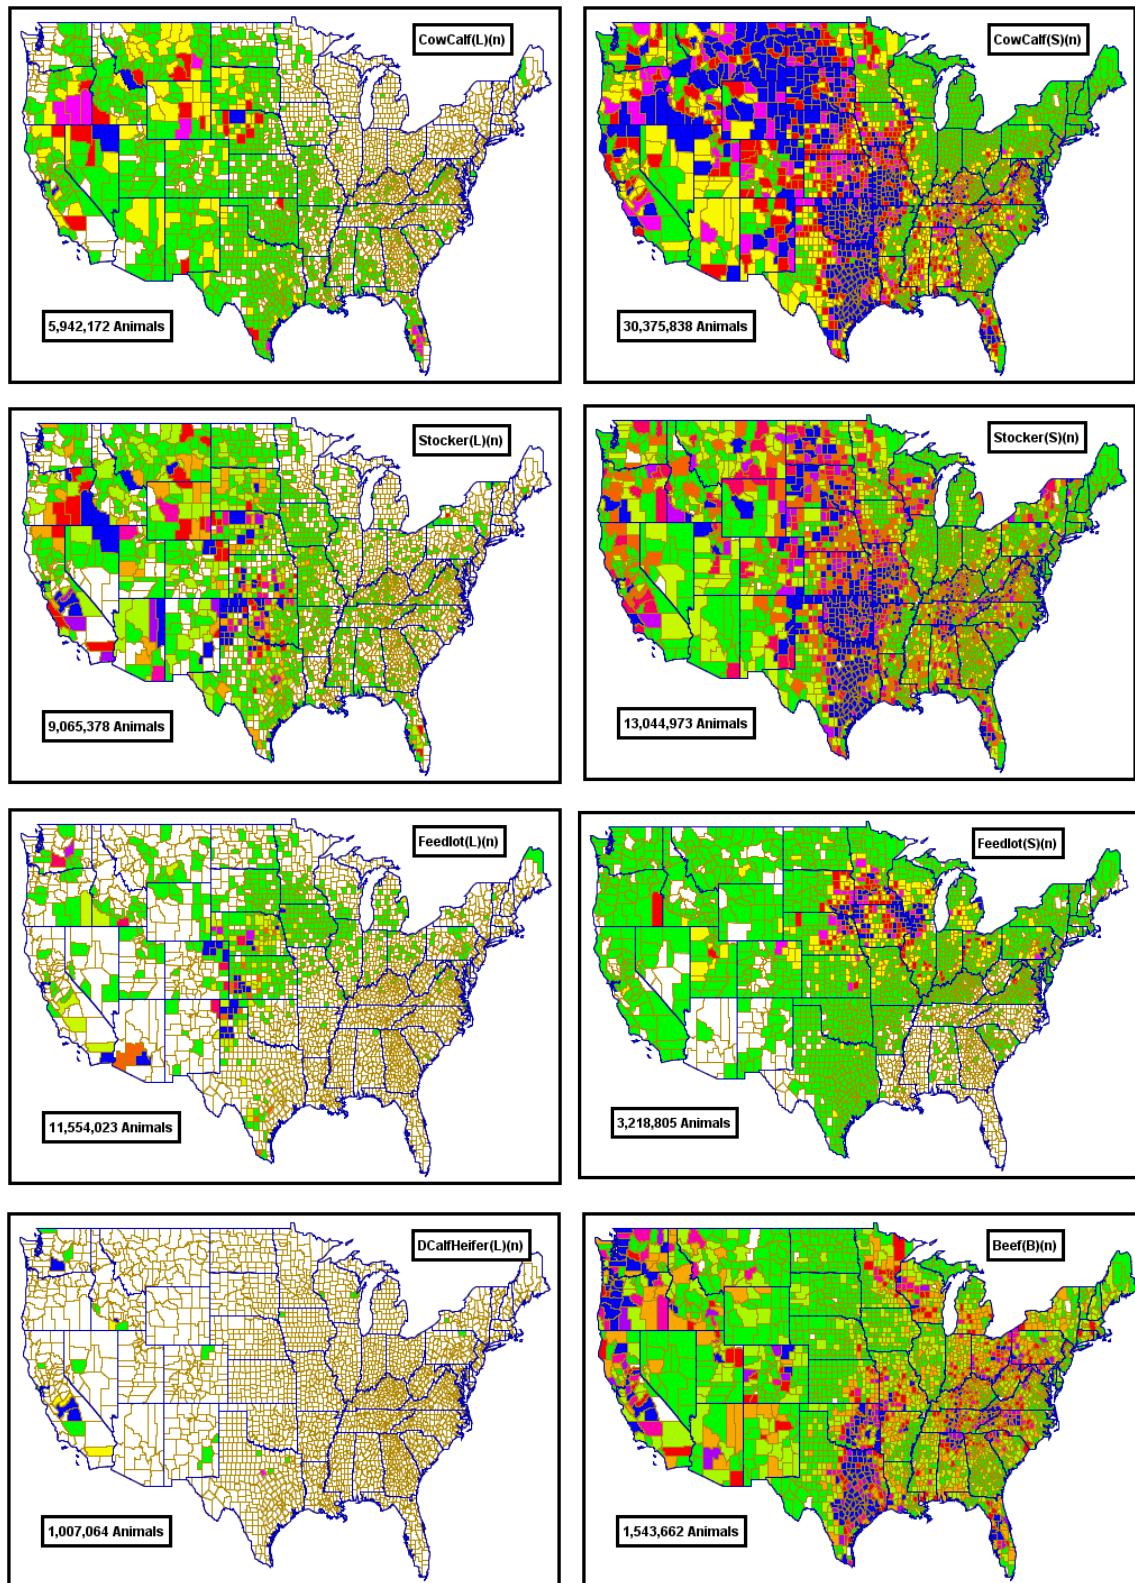 CowCalf(L)(n)
5,942,172 Animals
CowCalf(S)(n)
30,375,838 Animals
Stocker(L)(n)
9,065,378 Animals
Stocker(S)(n)
13,044,973 Animals
Feedlot(L)(n)
11,554,023 Animals
Feedlot(S)(n)
3,218,805 Animals
DCalfHeifer(L)(n)
1,007,064 Animals
Beef(B)(n)
1,543,662 Animals